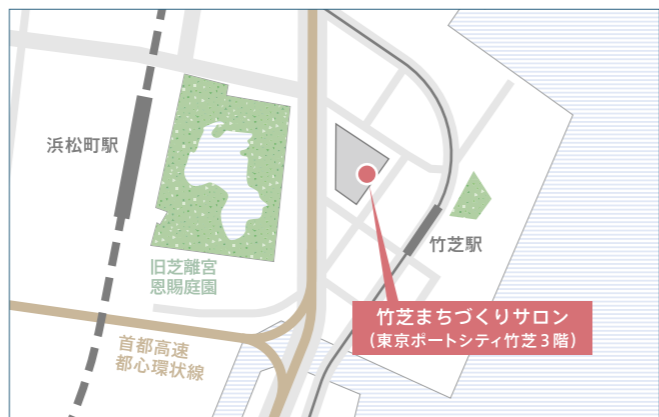 浜松町駅
旧芝離宮
恩賜庭園
竹芝駅
竹芝まちづくりサロン
（東京ポートシティ竹芝３階）
首都高速
都心環状線